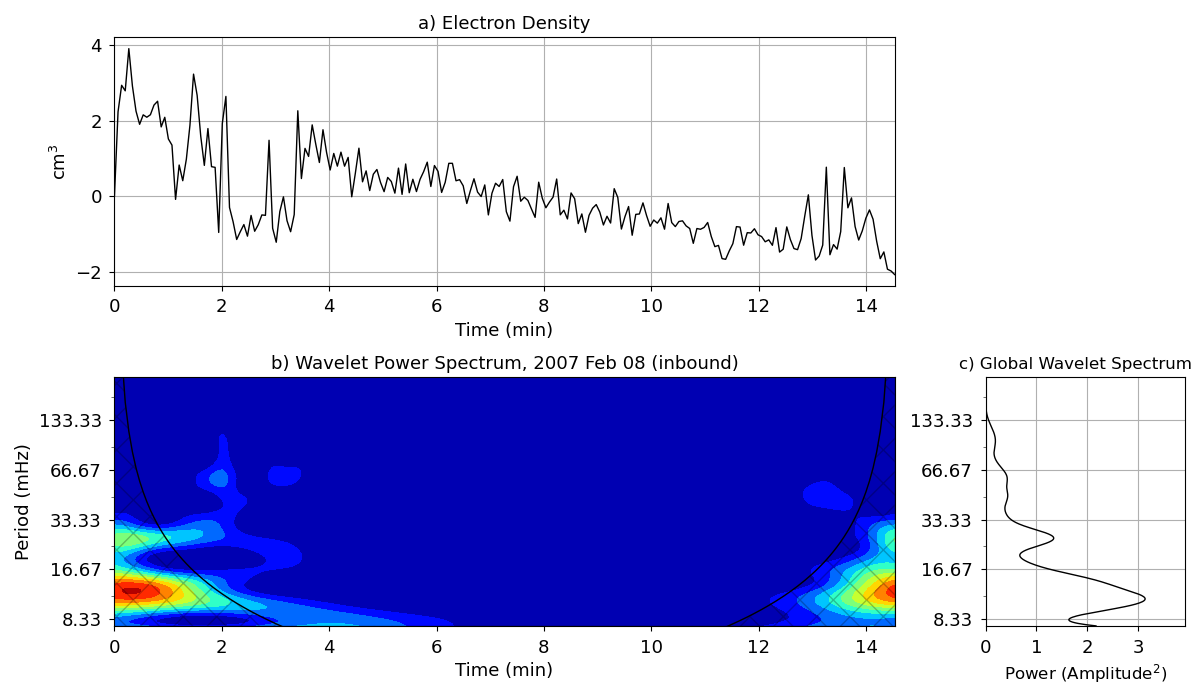 a) Electron Density
4
2
0
−2
cm³
0 2 4 6 8 10 12 14
Time (min)
b) Wavelet Power Spectrum, 2007 Feb 08 (inbound)
133.33
66.67
33.33
16.67
8.33
Period (mHz)
0 2 4 6 8 10 12 14
Time (min)
c) Global Wavelet Spectrum
133.33
66.67
33.33
16.67
8.33
0 1 2 3
Power (Amplitude²)